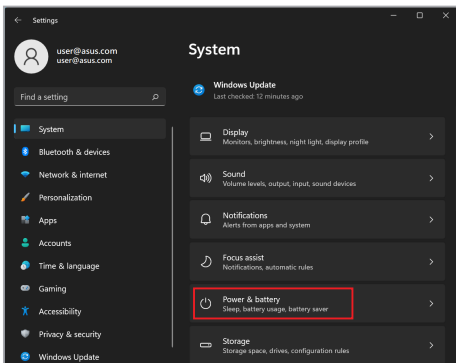 Settings
user@asus.com
user@asus.com
Find a setting
System
Bluetooth & devices
Network & internet
Personalization
Apps
Accounts
Time & language
Gaming
Accessibility
Privacy & security
Windows Update
System
Windows Update
Last checked: 12 minutes ago
Display
Monitors, brightness, night light, display profile
Sound
Volume levels, output, input, sound devices
Notifications
Alerts from apps and system
Focus assist
Notifications, automatic rules
Power & battery
Sleep, battery usage, battery saver
Storage
Storage space, drives, configuration rules